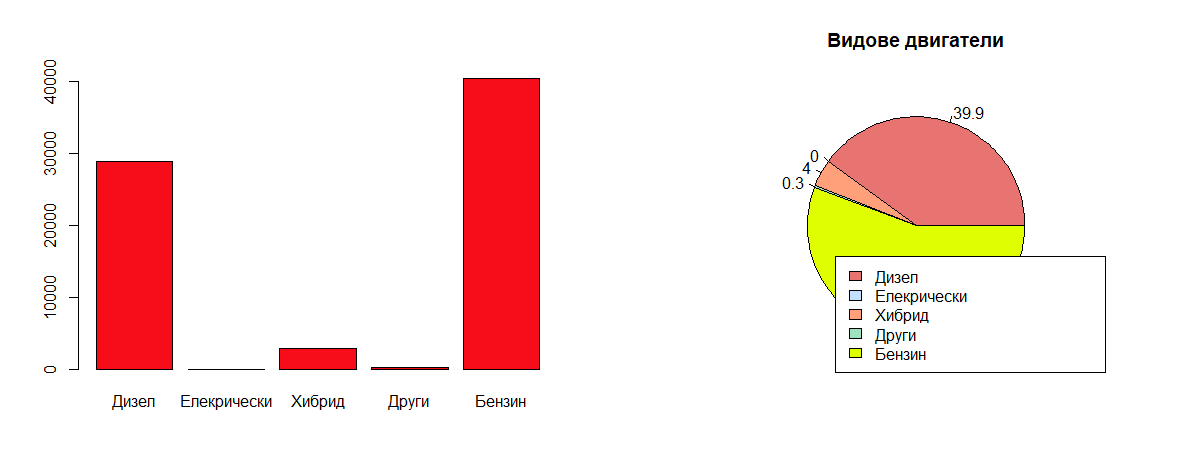 40000
30000
20000
10000
0
Дизел
Елекрически
Хибрид
Други
Бензин
Видове двигатели
39.9
0
4
0.3
Дизел
Елекрически
Хибрид
Други
Бензин